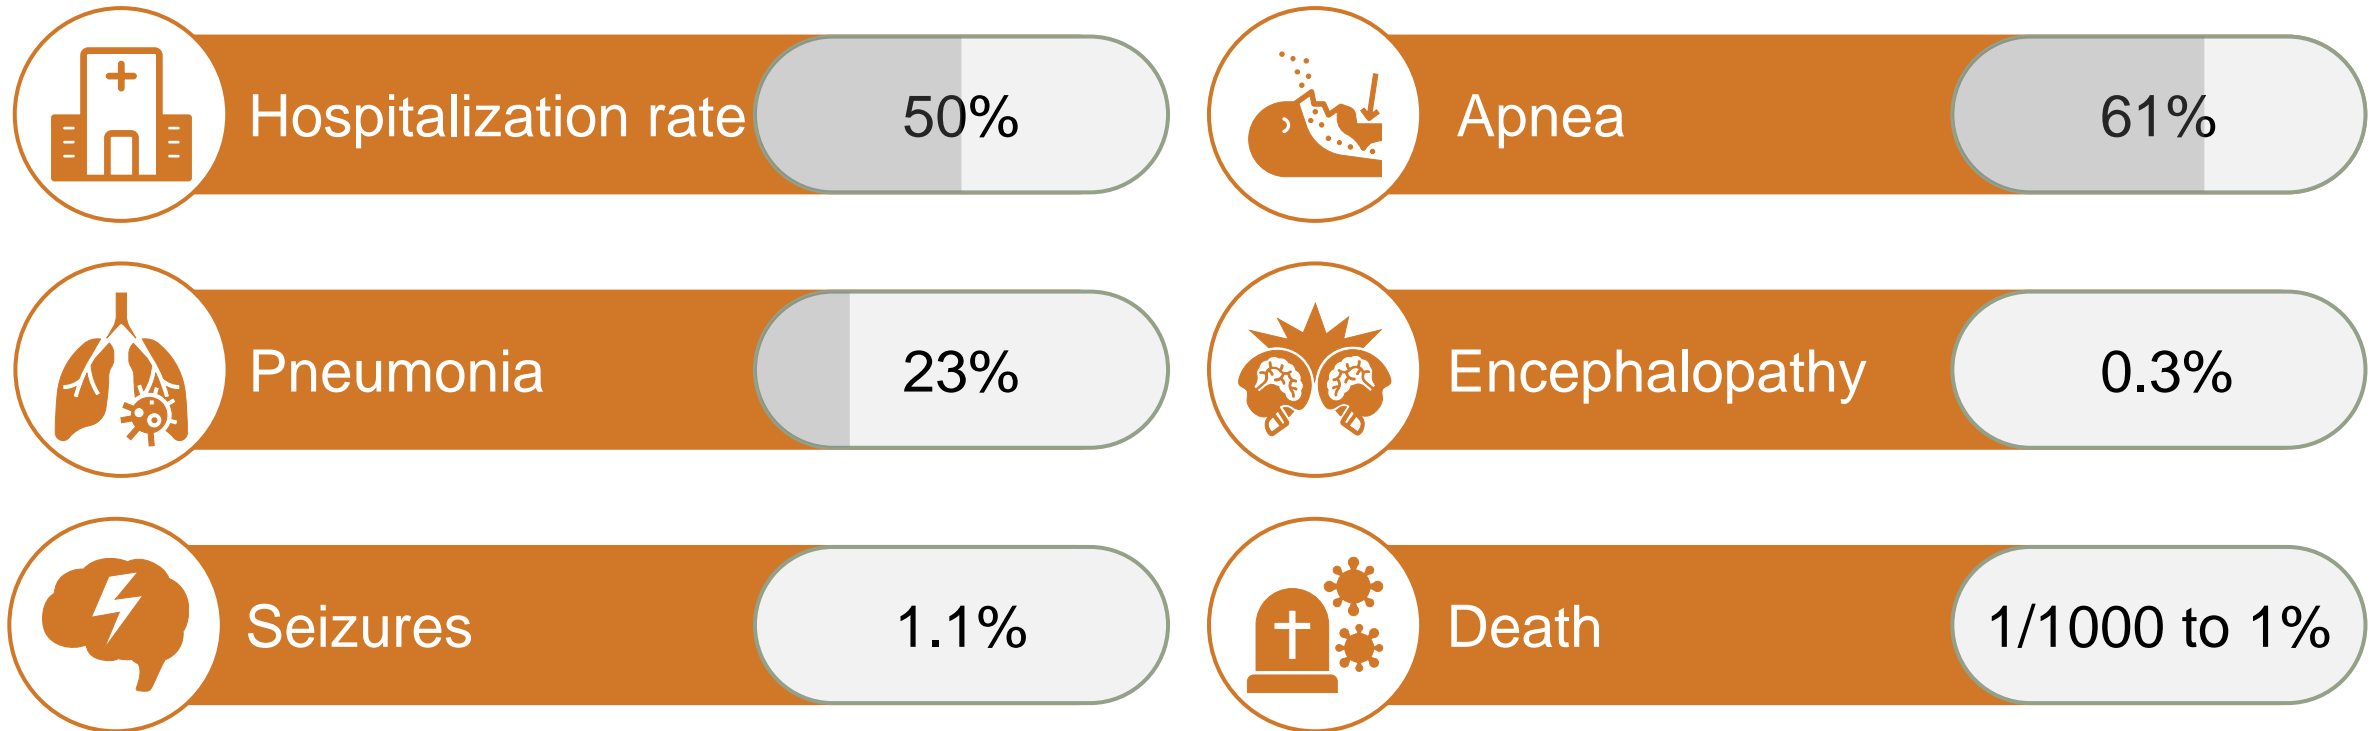 Hospitalization rate 50%
Apnea 61%
Pneumonia 23%
Encephalopathy 0.3%
Seizures 1.1%
Death 1/1000 to 1%